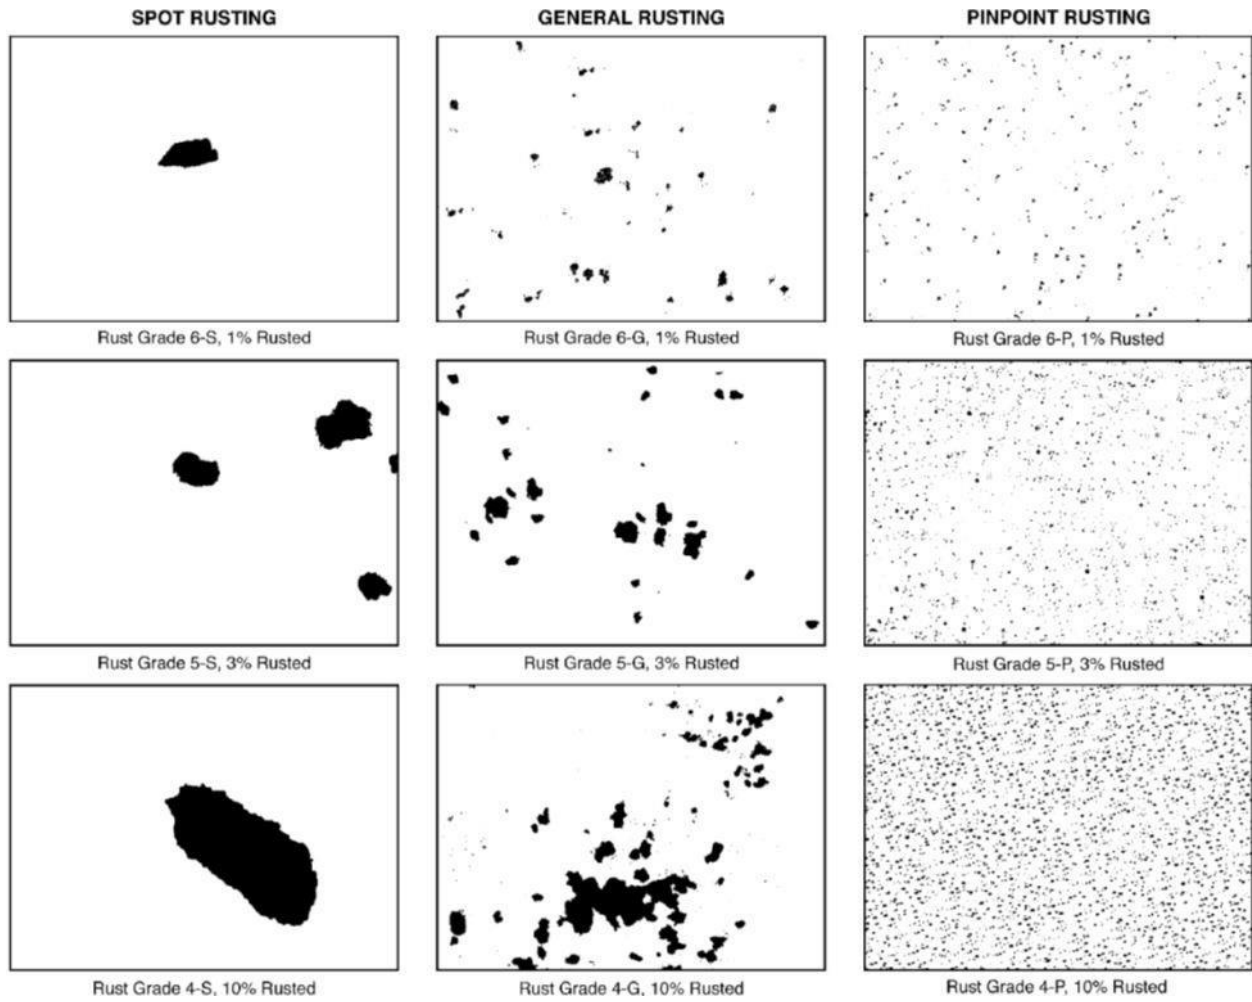 SPOT RUSTING
GENERAL RUSTING
PINPOINT RUSTING
Rust Grade 6-S, 1% Rusted
Rust Grade 6-G, 1% Rusted
Rust Grade 6-P, 1% Rusted
Rust Grade 5-S, 3% Rusted
Rust Grade 5-G, 3% Rusted
Rust Grade 5-P, 3% Rusted
Rust Grade 4-S, 10% Rusted
Rust Grade 4-G, 10% Rusted
Rust Grade 4-P, 10% Rusted